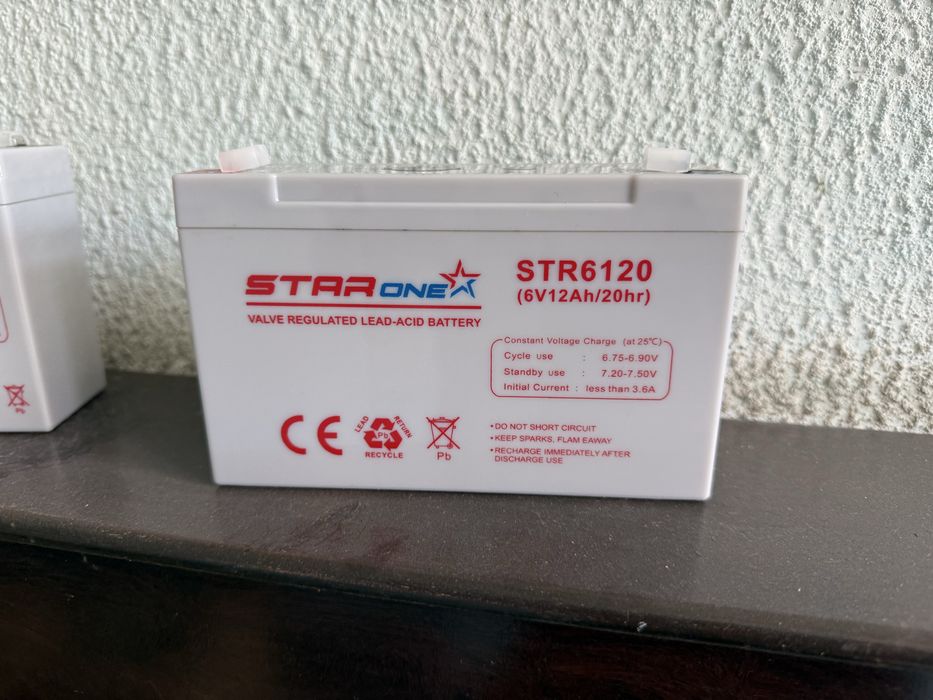 STAR ONE
VALVE REGULATED LEAD-ACID BATTERY
STR6120
(6V12Ah/20hr)
Constant Voltage Charge (at 25℃)
Cycle use : 6.75-6.90V
Standby use : 7.20-7.50V
Initial Current : less than 3.6A
CE
LEAD RETURN
Pb
RECYCLE
Pb
• DO NOT SHORT CIRCUIT
• KEEP SPARKS, FLAM EAWAY
• RECHARGE IMMEDIATELY AFTER
DISCHARGE USE
Pb